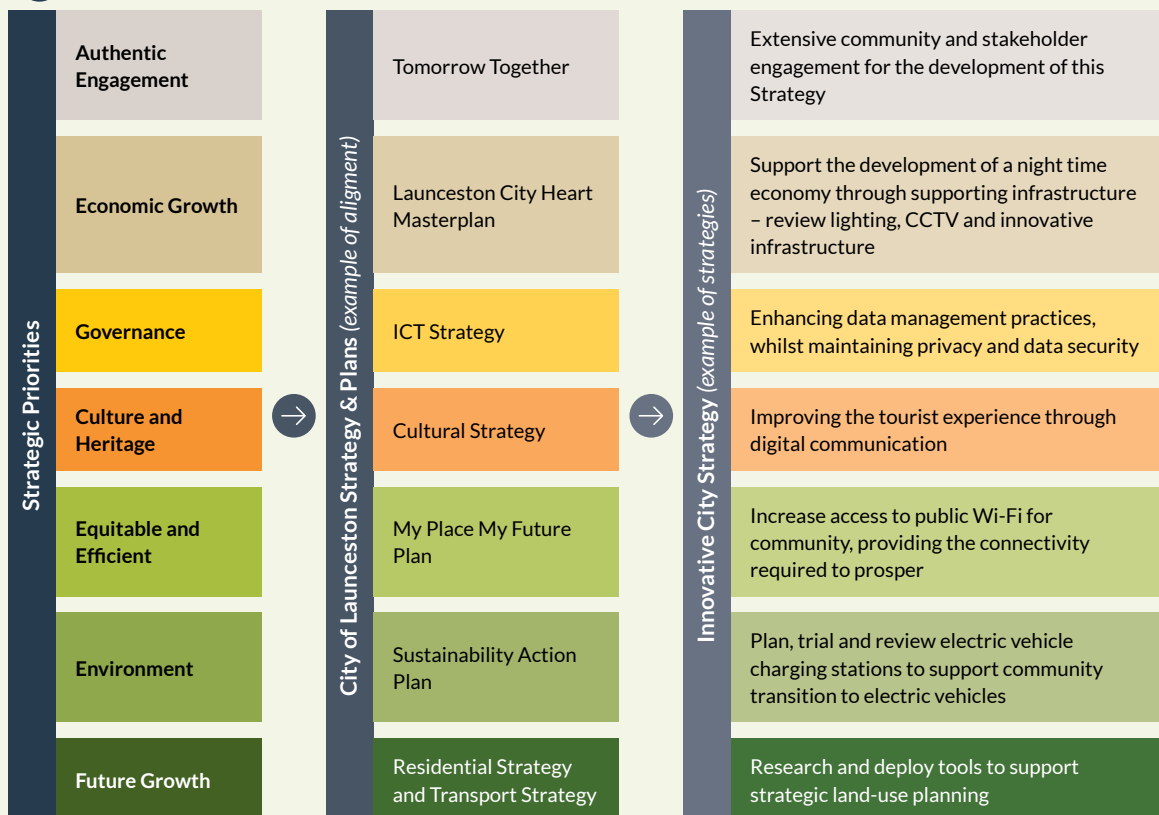 Strategic Priorities
Authentic
Engagement
Economic Growth
Governance
Culture and
Heritage
Equitable and
Efficient
Environment
Future Growth
City of Launceston Strategy & Plans (example of aligment)
Tomorrow Together
Launceston City Heart
Masterplan
ICT Strategy
Cultural Strategy
My Place My Future
Plan
Sustainability Action
Plan
Residential Strategy
and Transport Strategy
Innovative City Strategy (example of strategies)
Extensive community and stakeholder
engagement for the development of this
Strategy
Support the development of a night time
economy through supporting infrastructure
– review lighting, CCTV and innovative
infrastructure
Enhancing data management practices,
whilst maintaining privacy and data security
Improving the tourist experience through
digital communication
Increase access to public Wi-Fi for
community, providing the connectivity
required to prosper
Plan, trial and review electric vehicle
charging stations to support community
transition to electric vehicles
Research and deploy tools to support
strategic land-use planning